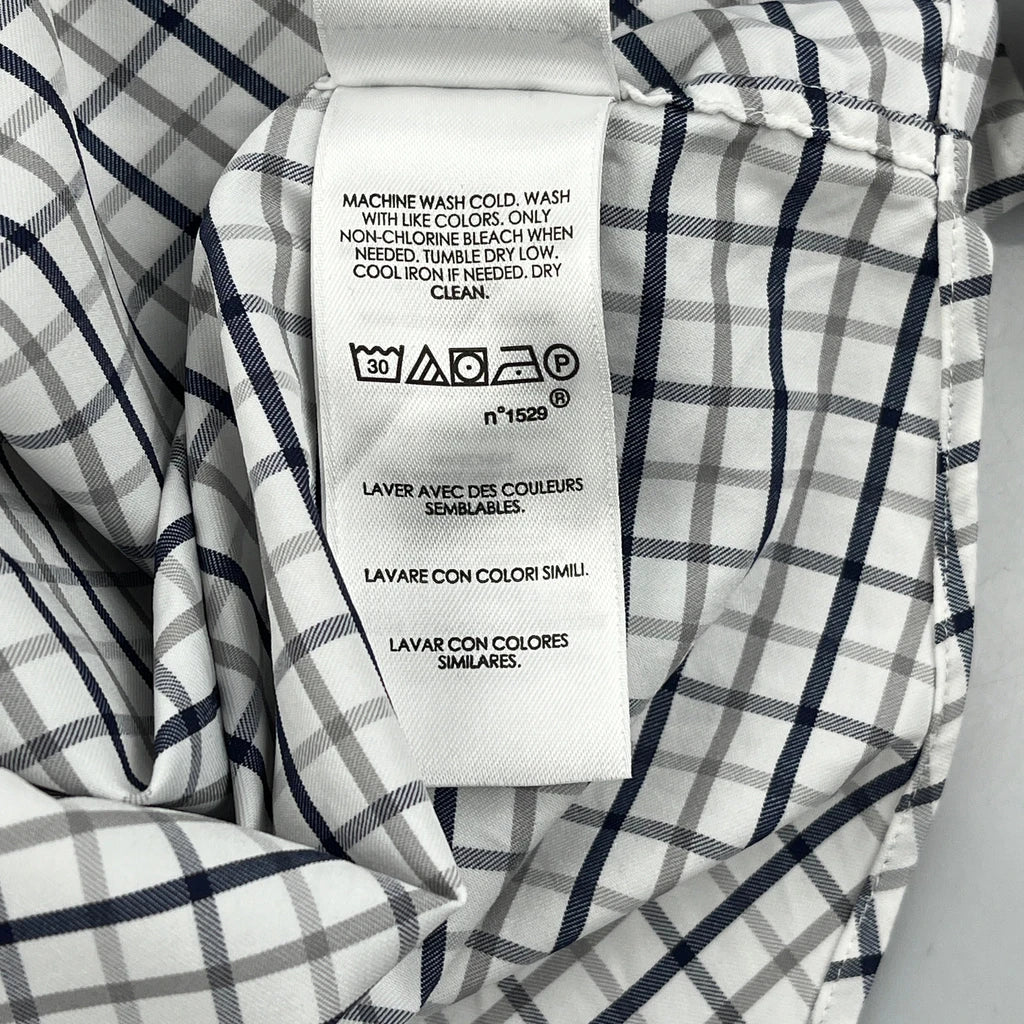 MACHINE WASH COLD. WASH
WITH LIKE COLORS. ONLY
NON-CHLORINE BLEACH WHEN
NEEDED. TUMBLE DRY LOW.
COOL IRON IF NEEDED. DRY
CLEAN.
30 P
n°1529®
LAVER AVEC DES COULEURS
SEMBLABLES.
LAVARE CON COLORI SIMILI.
LAVAR CON COLORES
SIMILARES.